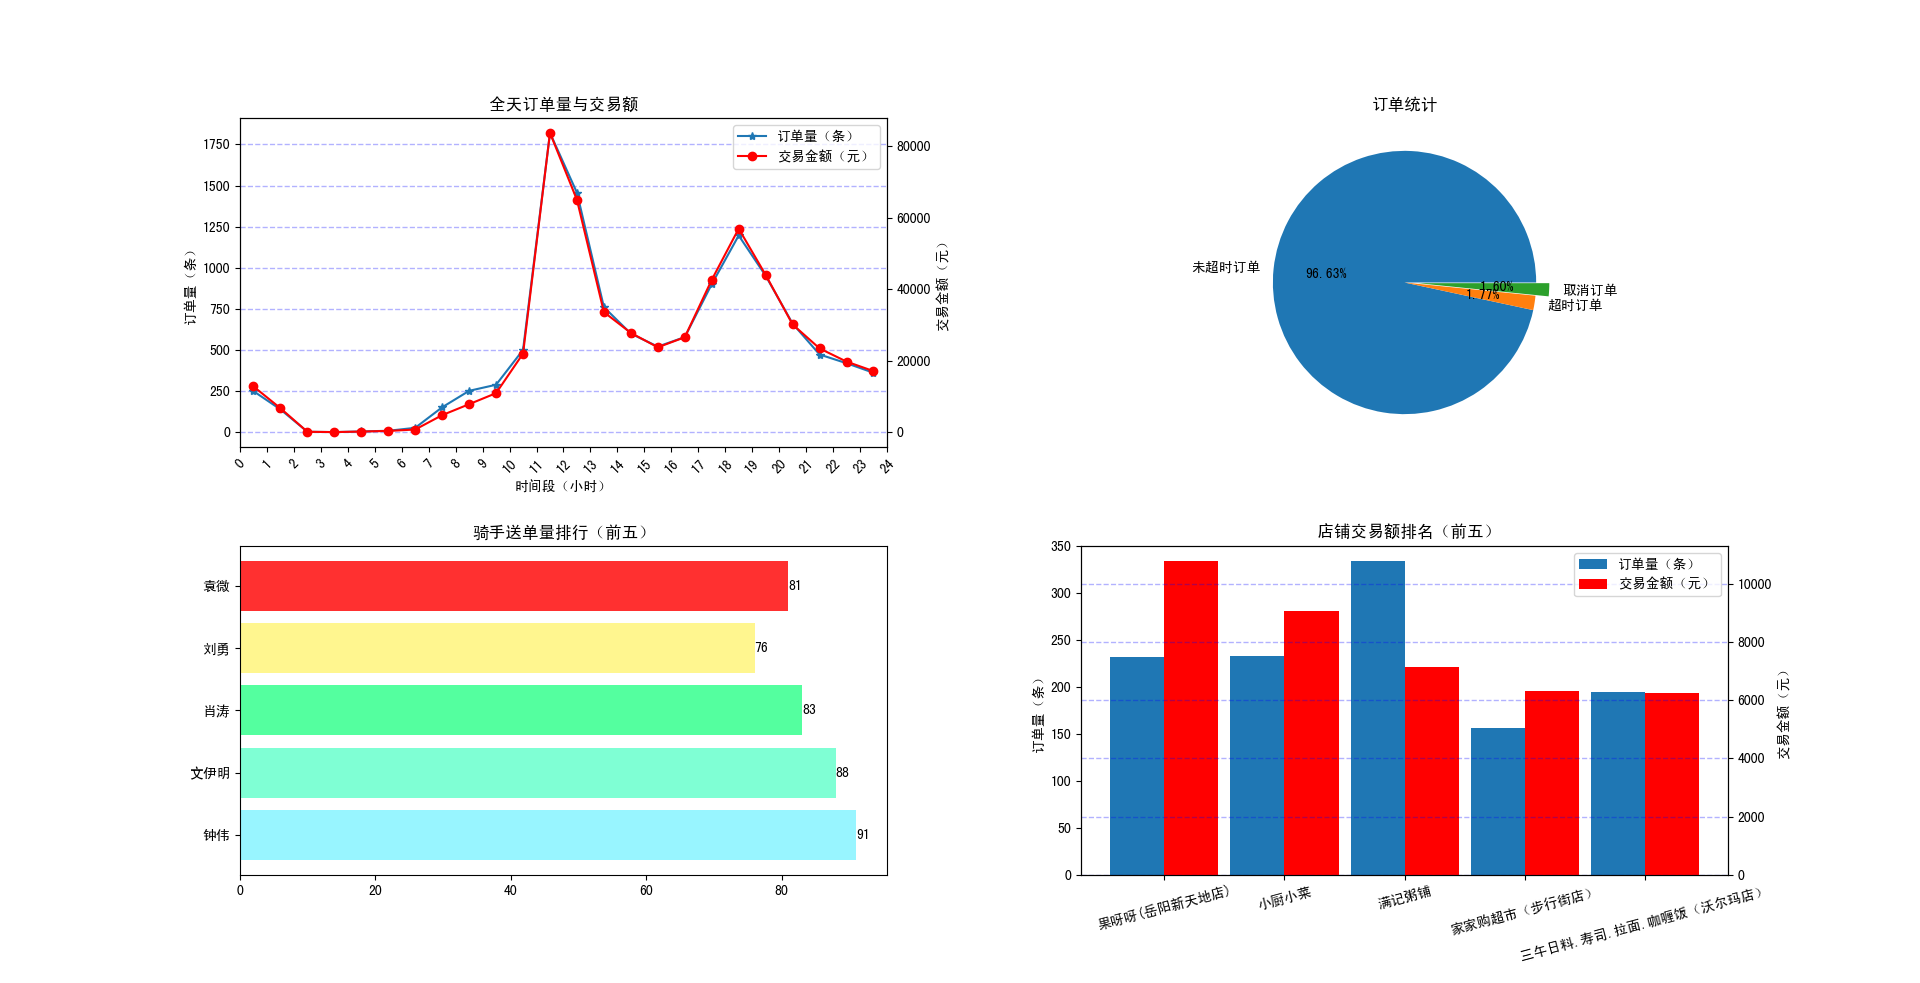 全天订单量与交易额
订单量（条）
交易金额（元）
1750
1500
1250
1000
750
500
250
0
80000
60000
40000
20000
0
订单量（条）
交易金额（元）
0 1 2 3 4 5 6 7 8 9 10 11 12 13 14 15 16 17 18 19 20 21 22 23 24
时间段（小时）
订单统计
未超时订单
96.63%
1.60%
1.77%
取消订单
超时订单
骑手送单量排行（前五）
袁微
81
刘勇
76
肖涛
83
文伊明
88
钟伟
91
0 20 40 60 80
店铺交易额排名（前五）
订单量（条）
交易金额（元）
350
300
250
200
150
100
50
0
10000
8000
6000
4000
2000
0
订单量（条）
交易金额（元）
果呀呀(岳阳新天地店)
小厨小菜
满记粥铺
家家购超市（步行街店）
三午日料.寿司.拉面.咖喱饭（沃尔玛店）